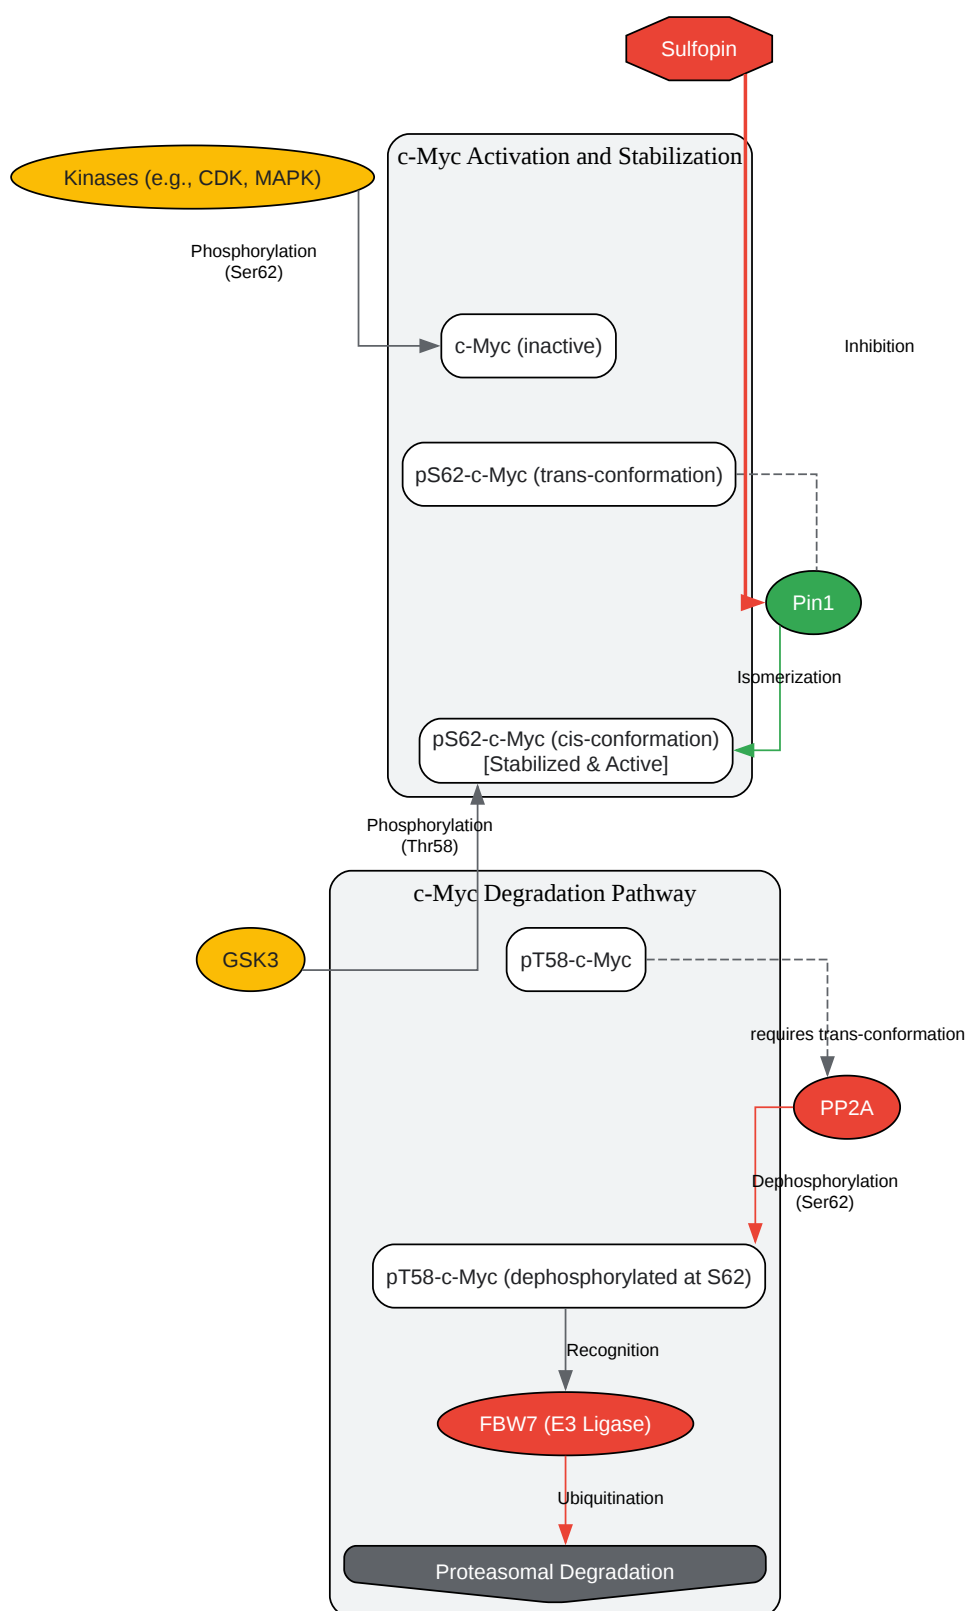 Sulfopin
c-Myc Activation and Stabilization
Kinases (e.g., CDK, MAPK)
Phosphorylation
(Ser62)
c-Myc (inactive)
Inhibition
pS62-c-Myc (trans-conformation)
Pin1
Isomerization
pS62-c-Myc (cis-conformation)
[Stabilized & Active]
Phosphorylation
(Thr58)
c-Myc Degradation Pathway
GSK3
pT58-c-Myc
requires trans-conformation
PP2A
Dephosphorylation
(Ser62)
pT58-c-Myc (dephosphorylated at S62)
Recognition
FBW7 (E3 Ligase)
Ubiquitination
Proteasomal Degradation